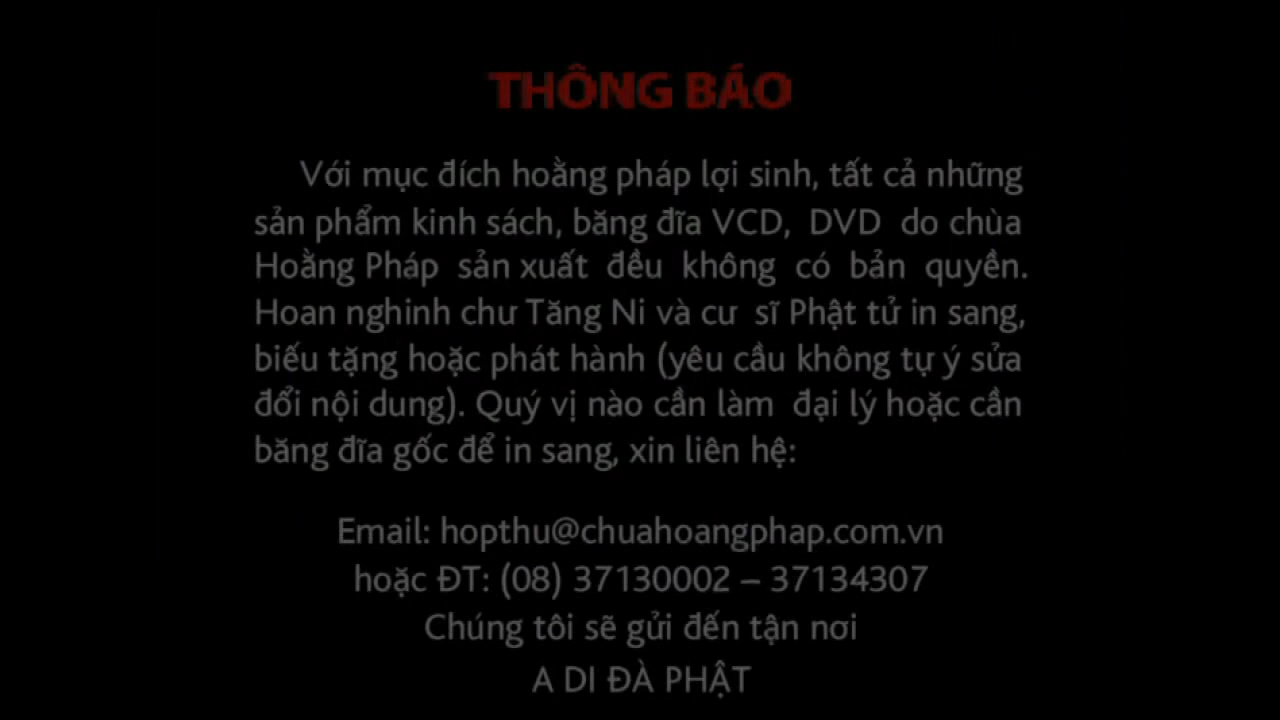 THÔNG BÁO
Với mục đích hoằng pháp lợi sinh, tất cả những
sản phẩm kinh sách, băng đĩa VCD, DVD do chùa
Hoằng Pháp sản xuất đều không có bản quyền.
Hoan nghinh chư Tăng Ni và cư sĩ Phật tử in sang,
biếu tặng hoặc phát hành (yêu cầu không tự ý sửa
đổi nội dung). Quý vị nào cần làm đại lý hoặc cần
băng đĩa gốc để in sang, xin liên hệ:
Email: hopthu@chuahoangphap.com.vn
hoặc ĐT: (08) 37130002 – 37134307
Chúng tôi sẽ gửi đến tận nơi
A DI ĐÀ PHẬT